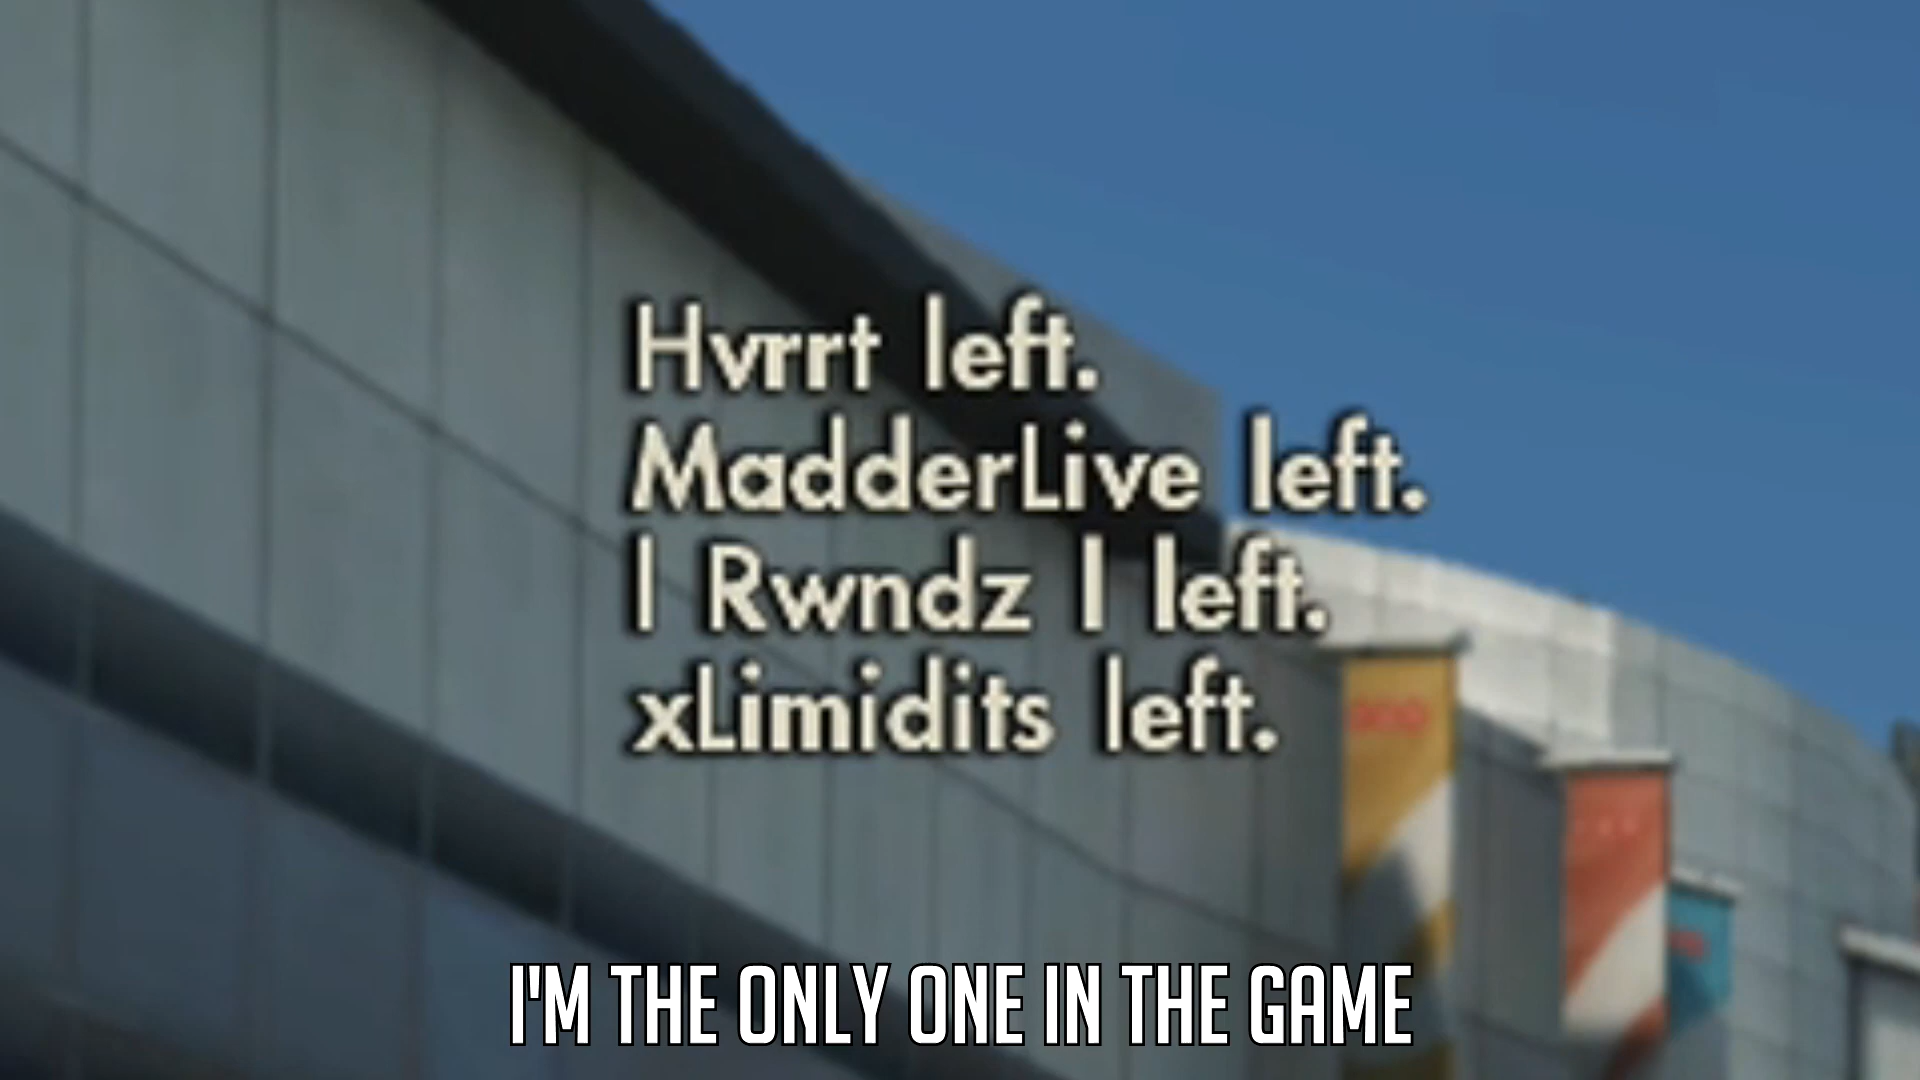 Hvrrt left.
MadderLive left.
I Rwndz I left.
xLimidits left.
I'M THE ONLY ONE IN THE GAME